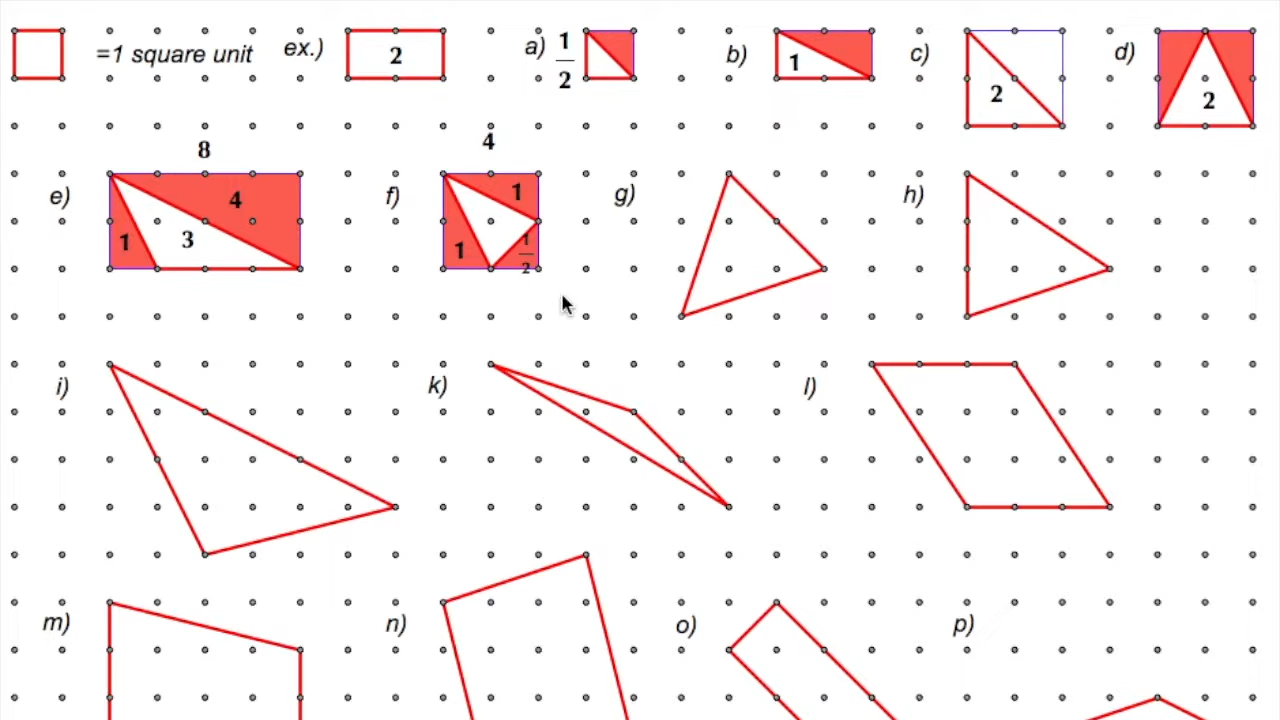 =1 square unit ex.) 2 a) 1/2 b) 1 c) 2 d) 2
8 4
e) 1 3 4 f) 1 1 1/2 g) h)
i) k) l)
m) n) o) p)